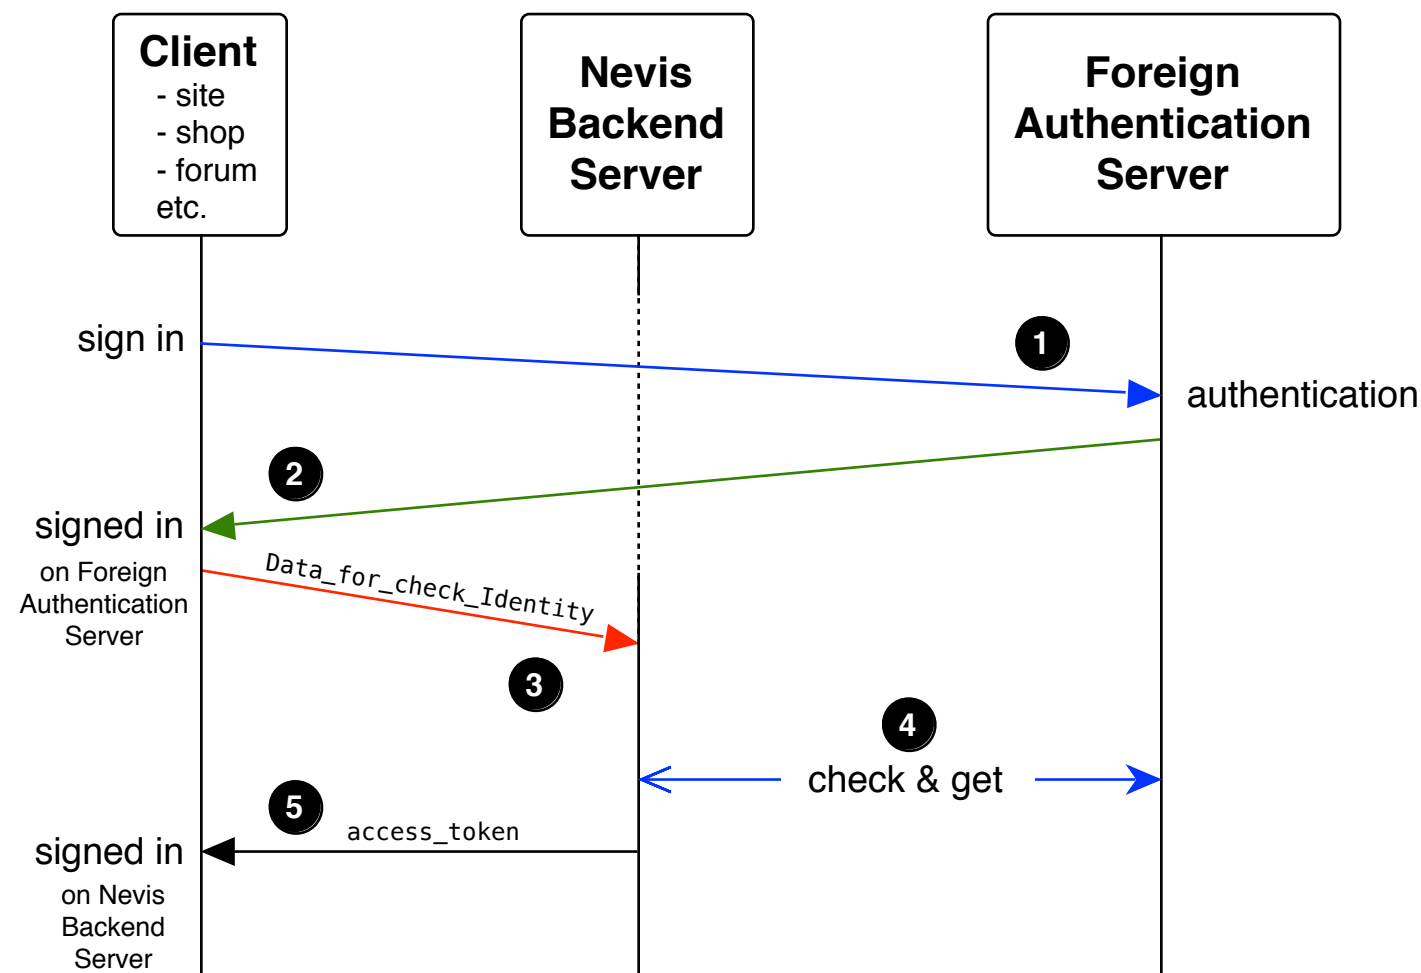 Client
- site
- shop
- forum
etc.
Nevis
Backend
Server
Foreign
Authentication
Server
sign in
1
authentication
2
signed in
on Foreign
Authentication
Server
Data_for_check_Identity
3
4
check & get
5
access_token
signed in
on Nevis
Backend
Server